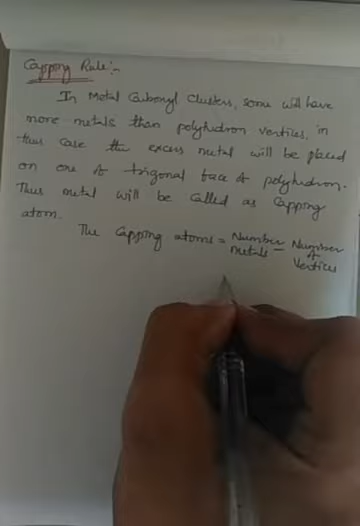 Capping Rule:-
In Metal Carbonyl Clusters, some will have
more metals than polyhedron vertices, in
this case the excess metal will be placed
on one of trigonal face of polyhedron.
This metal will be called as Capping
atom.
The Capping atoms = Number metals - Number of Vertices